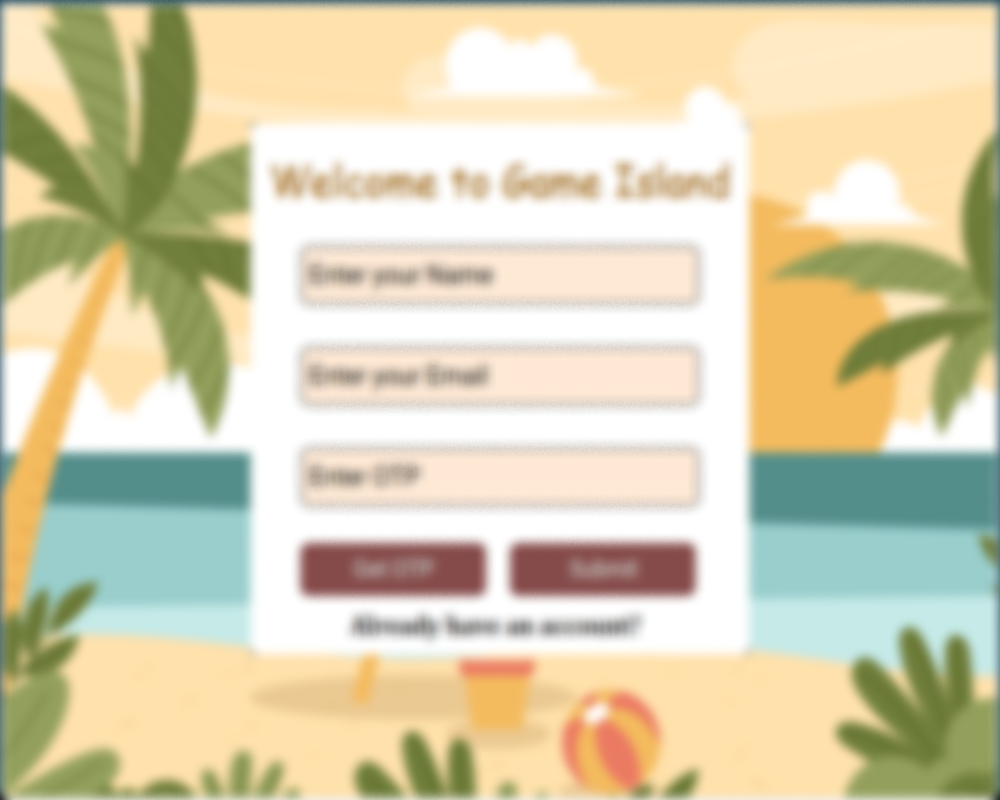 Welcome to Game Island
Enter your Name
Enter your Email
Enter OTP
Get OTP Submit
Already have an account?